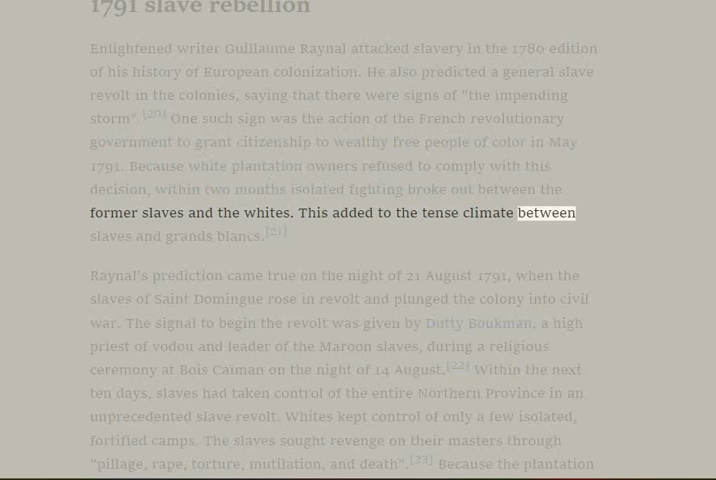 1791 slave rebellion
Enlightened writer Guillaume Raynal attacked slavery in the 1780 edition
of his history of European colonization. He also predicted a general slave
revolt in the colonies, saying that there were signs of "the impending
storm".[20] One such sign was the action of the French revolutionary
government to grant citizenship to wealthy free people of color in May
1791. Because white plantation owners refused to comply with this
decision, within two months isolated fighting broke out between the
former slaves and the whites. This added to the tense climate between
slaves and grands blancs.[21]
Raynal's prediction came true on the night of 21 August 1791, when the
slaves of Saint Domingue rose in revolt and plunged the colony into civil
war. The signal to begin the revolt was given by Dutty Boukman, a high
priest of vodou and leader of the Maroon slaves, during a religious
ceremony at Bois Caïman on the night of 14 August.[22] Within the next
ten days, slaves had taken control of the entire Northern Province in an
unprecedented slave revolt. Whites kept control of only a few isolated,
fortified camps. The slaves sought revenge on their masters through
"pillage, rape, torture, mutilation, and death".[23] Because the plantation